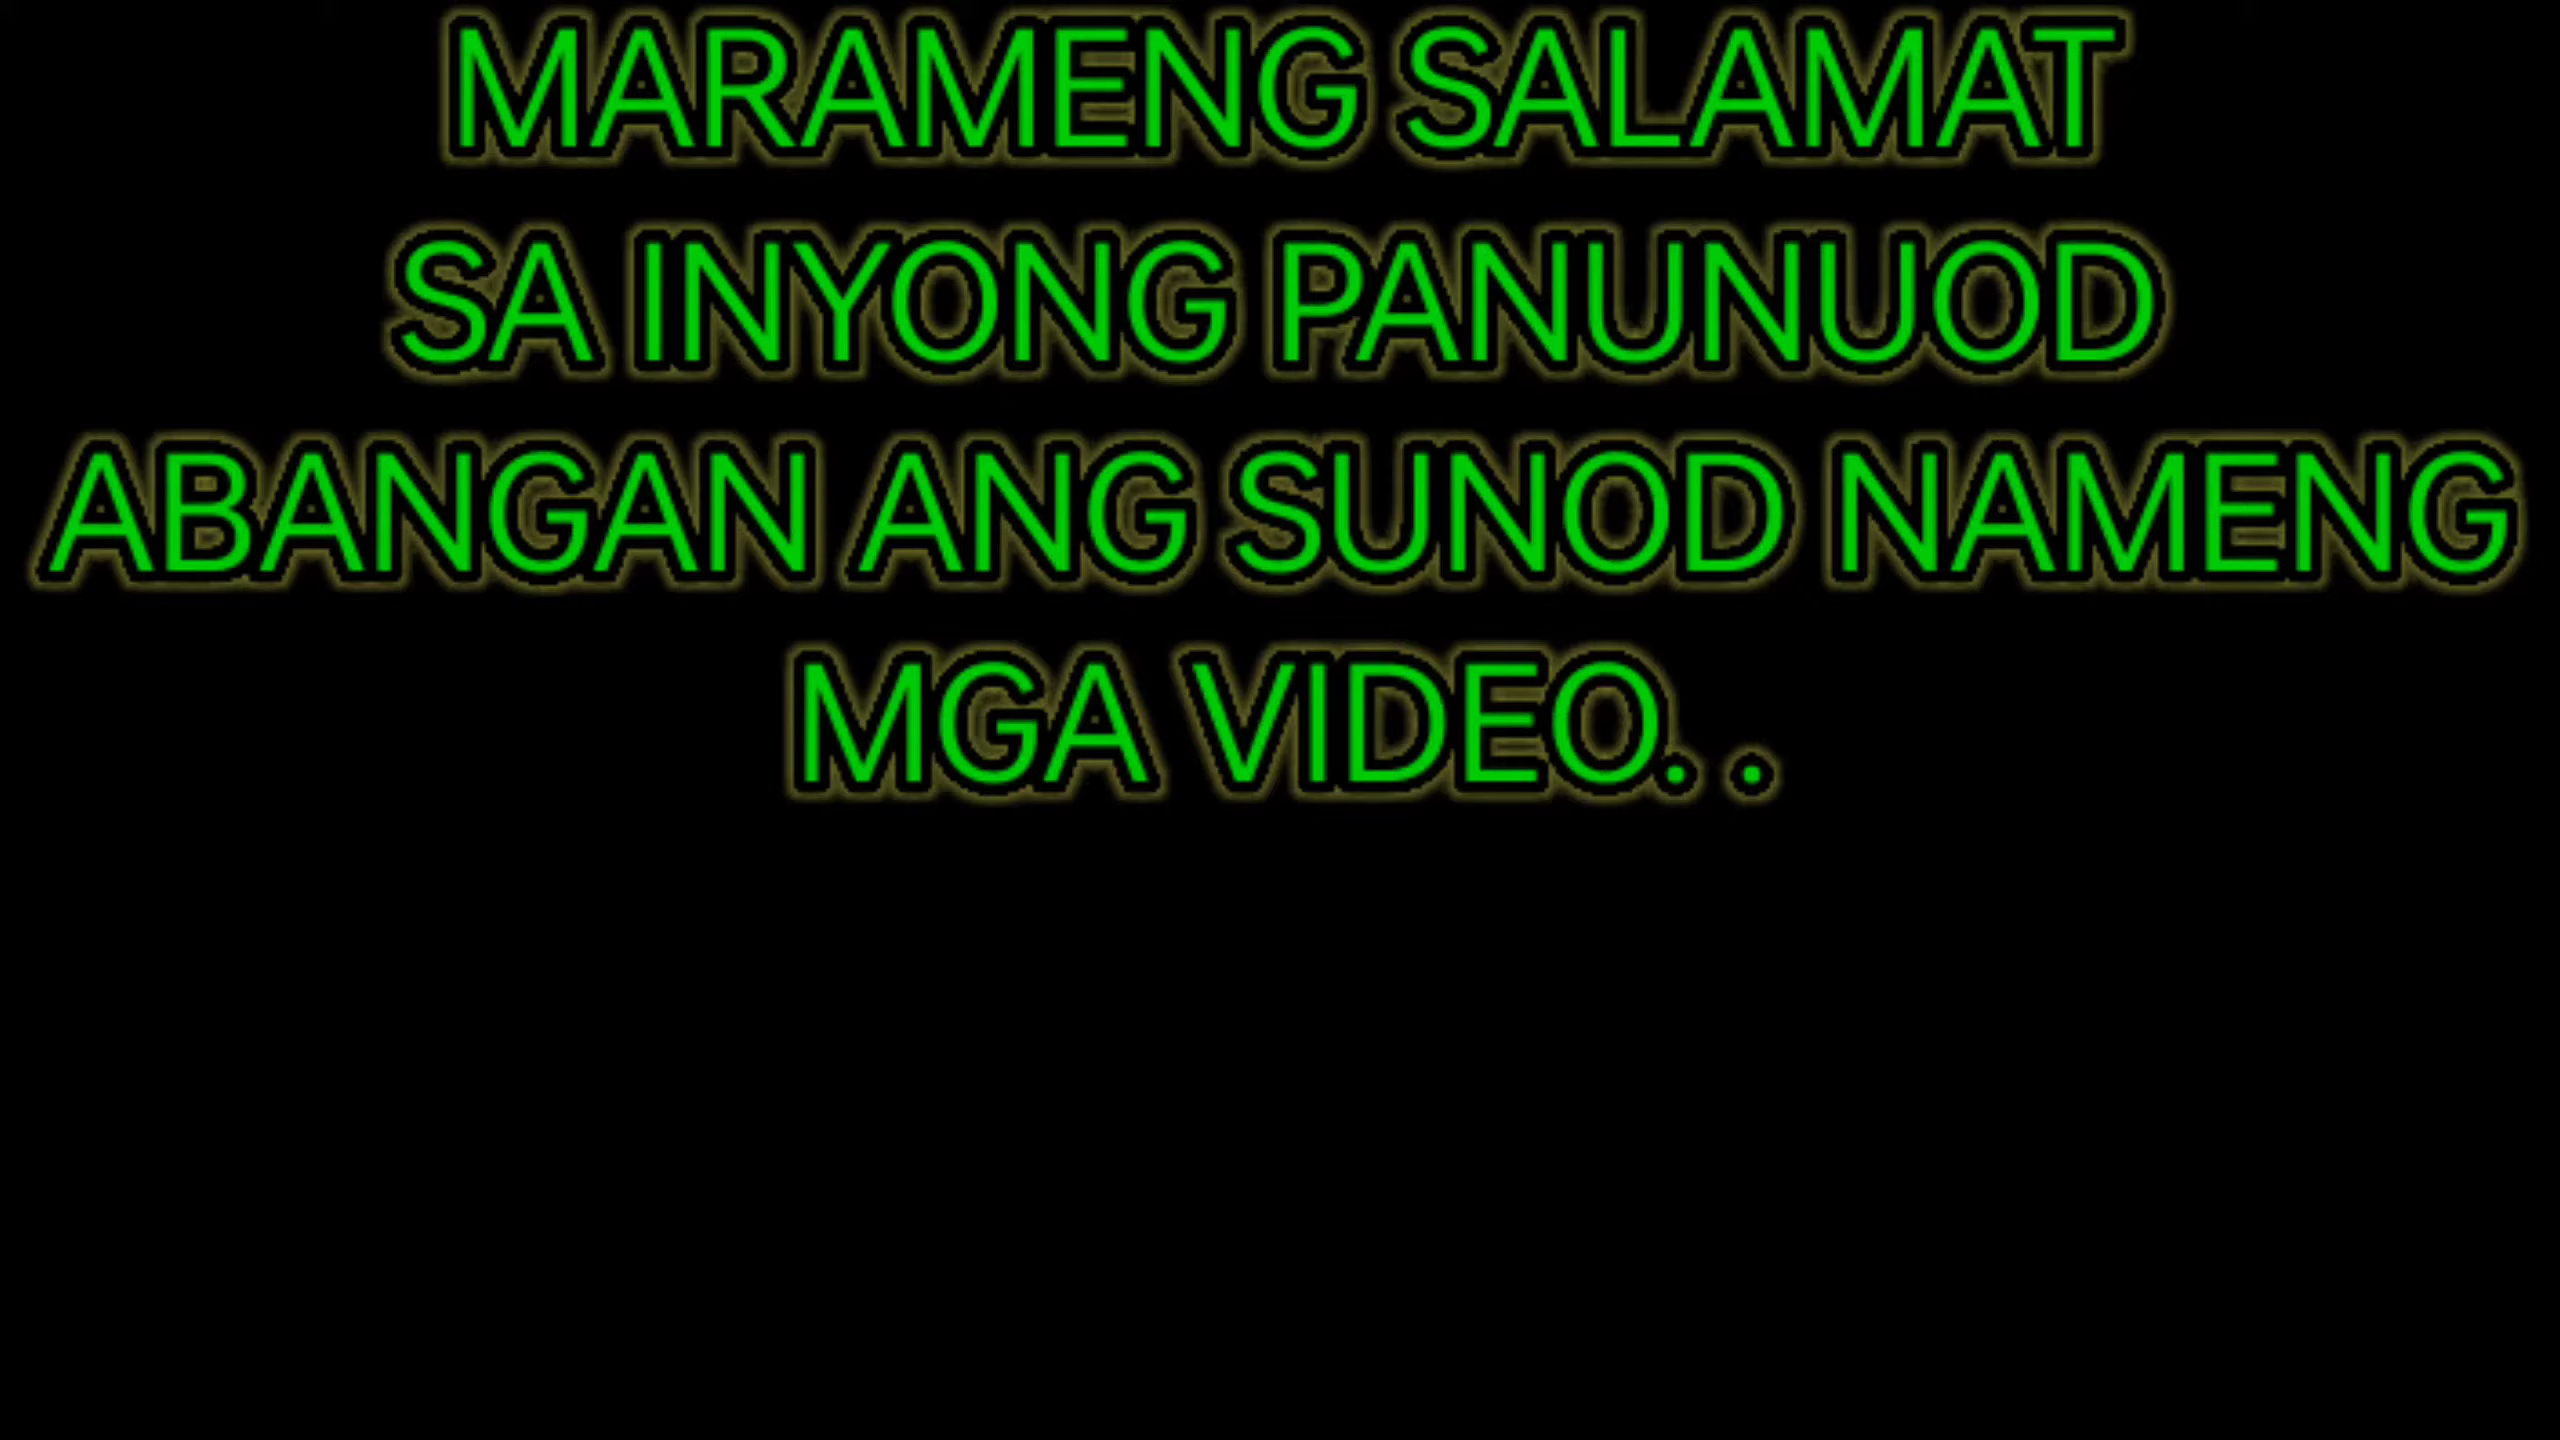 MARAMENG SALAMAT
SA INYONG PANUNUOD
ABANGAN ANG SUNOD NAMENG
MGA VIDEO. .